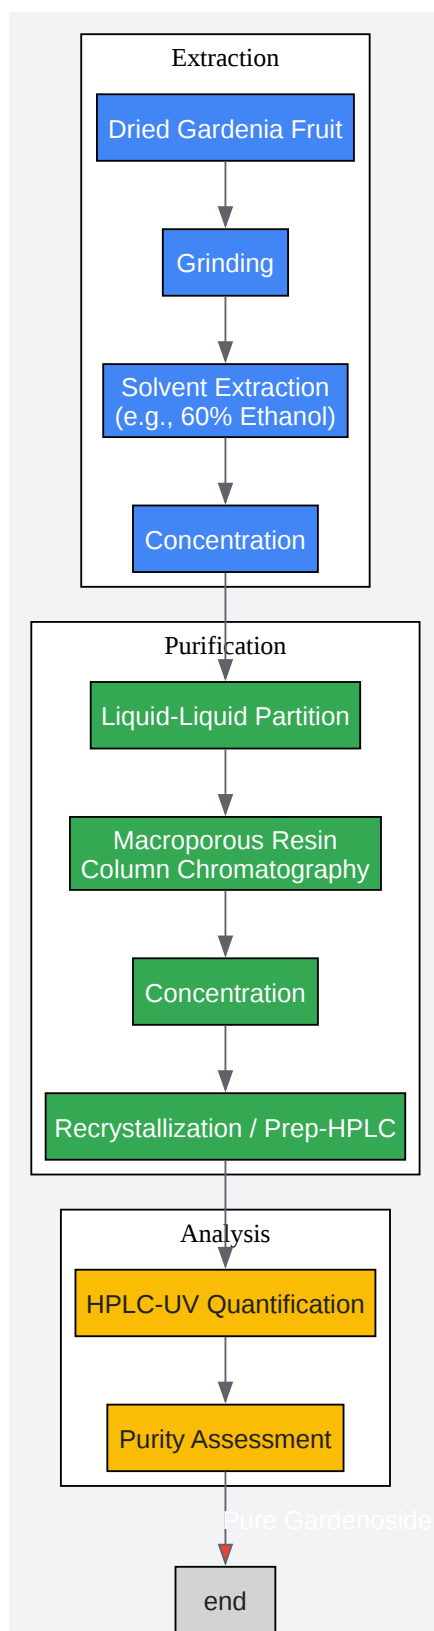 Extraction
Dried Gardenia Fruit
Grinding
Solvent Extraction
(e.g., 60% Ethanol)
Concentration
Purification
Liquid-Liquid Partition
Macroporous Resin
Column Chromatography
Concentration
Recrystallization / Prep-HPLC
Analysis
HPLC-UV Quantification
Purity Assessment
Pure Gardenoside
end